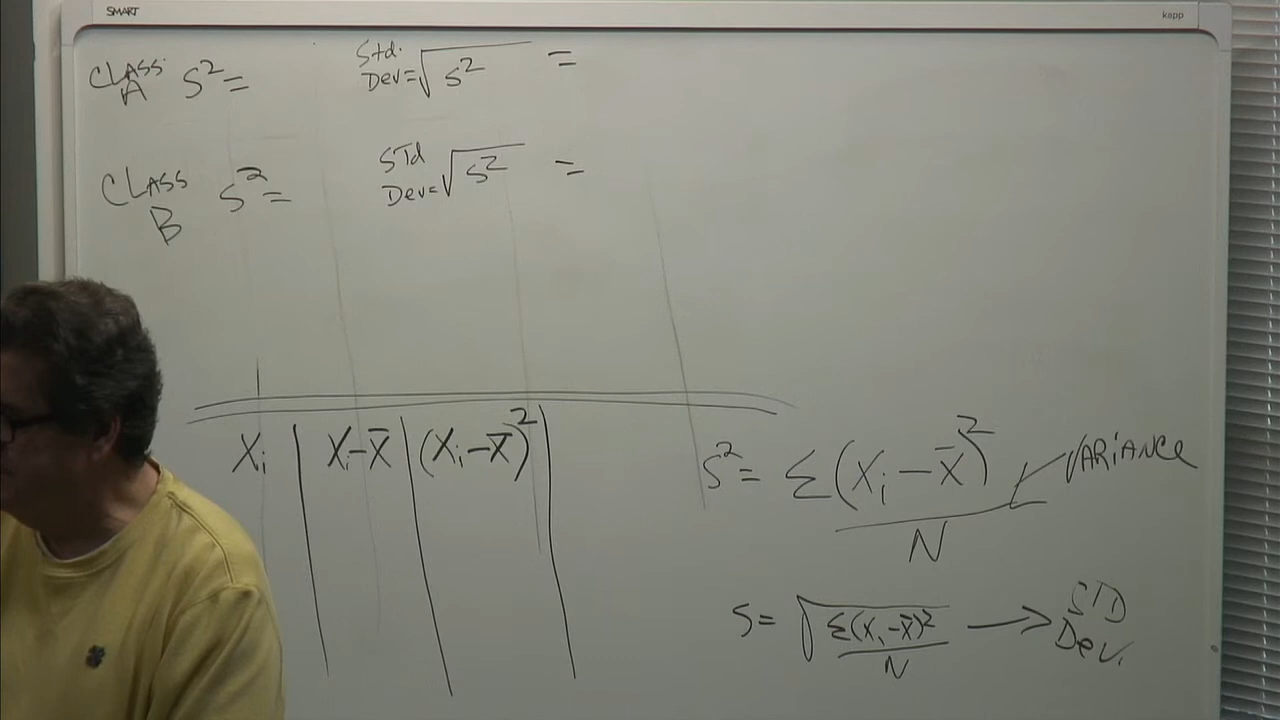 SMART
kapp
CLASS A S²=
Std. Dev=√S² =
CLASS B S²=
STd Dev=√S² =
Xᵢ | Xᵢ-X̄ | (Xᵢ-X̄)²
S² = Σ(Xᵢ-X̄)² / N
VARIANCE
S= √Σ(Xᵢ-X̄)² / N → STD Dev.